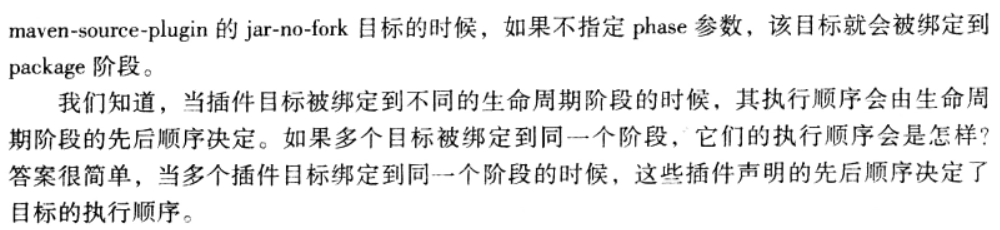 maven-source-plugin 的 jar-no-fork 目标的时候，如果不指定 phase 参数，该目标就会被绑定到
package 阶段。
我们知道，当插件目标被绑定到不同的生命周期阶段的时候，其执行顺序会由生命周
期阶段的先后顺序决定。如果多个目标被绑定到同一个阶段，它们的执行顺序会是怎样？
答案很简单，当多个插件目标绑定到同一个阶段的时候，这些插件声明的先后顺序决定了
目标的执行顺序。